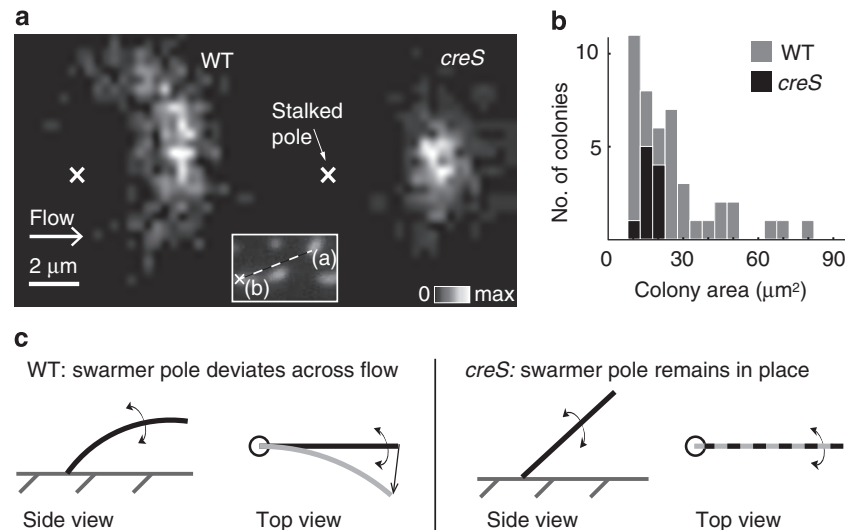 a
WT
creS
Stalked
pole
Flow
2 μm
(a)
(b)
0 max
b
No. of colonies
10
5
WT
creS
0 30 60 90
Colony area (μm²)
c
WT: swarmer pole deviates across flow
Side view
Top view
creS: swarmer pole remains in place
Side view
Top view